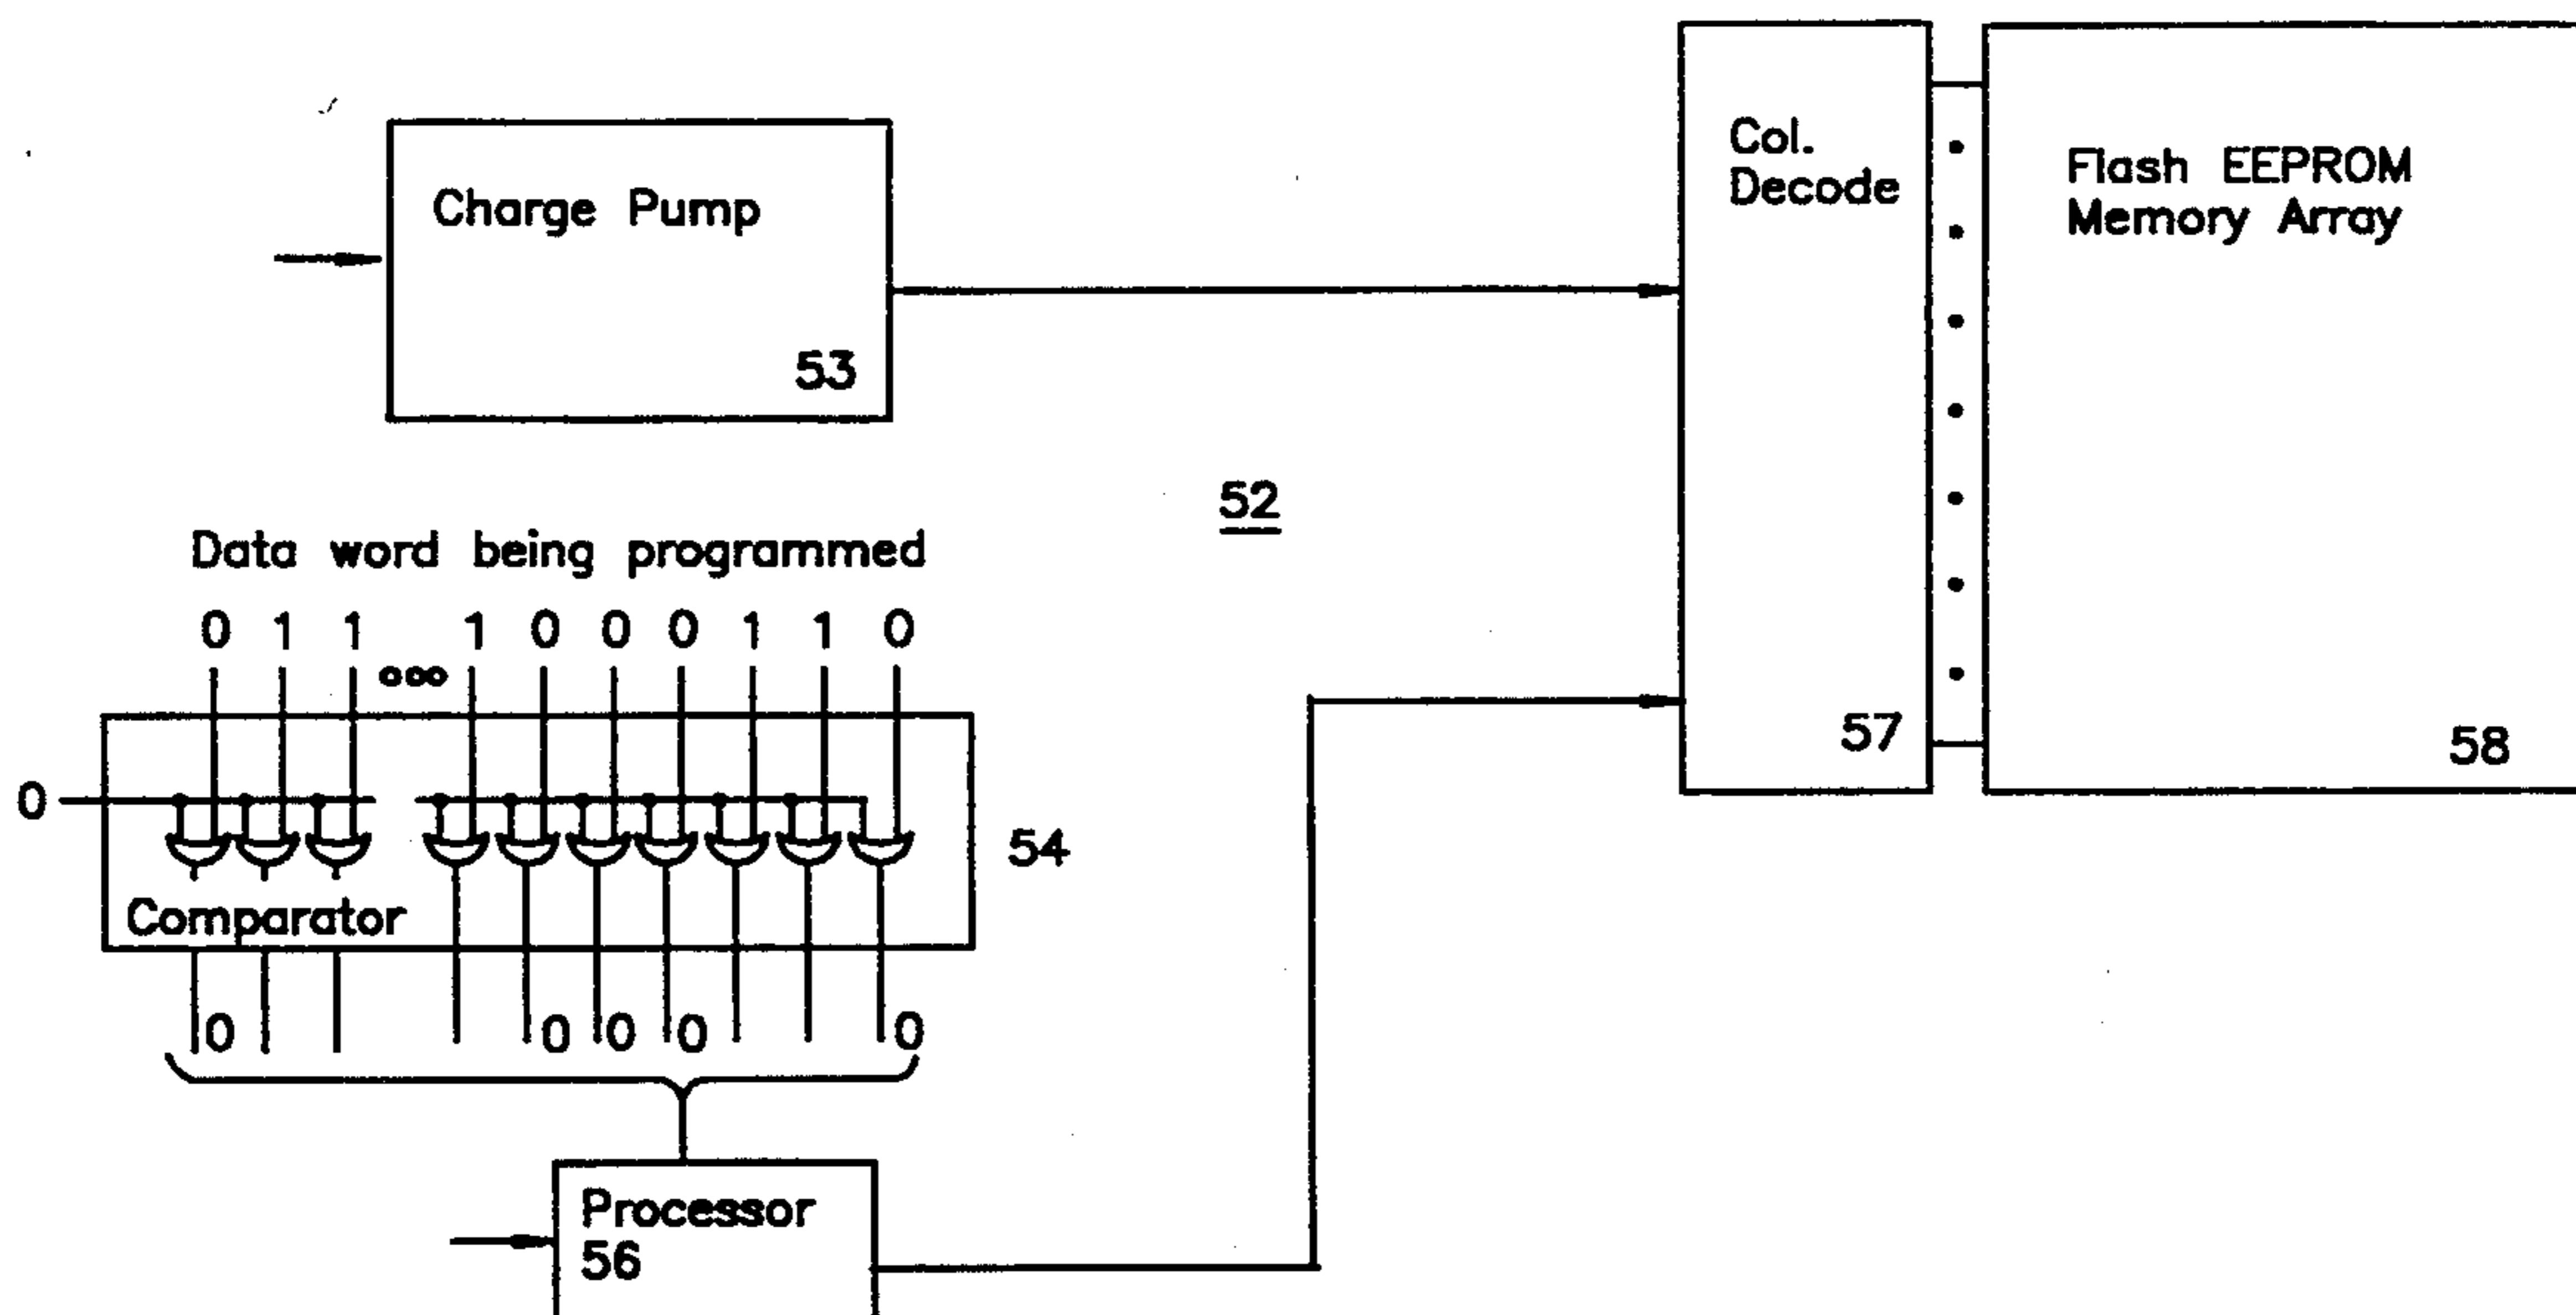 Charge Pump
53
Col.
Decode
57
Flash EEPROM
Memory Array
58
52
Data word being programmed
0 1 1 ooo 1 0 0 0 1 1 0
0
54
Comparator
0 0 0 0 0
Processor
56